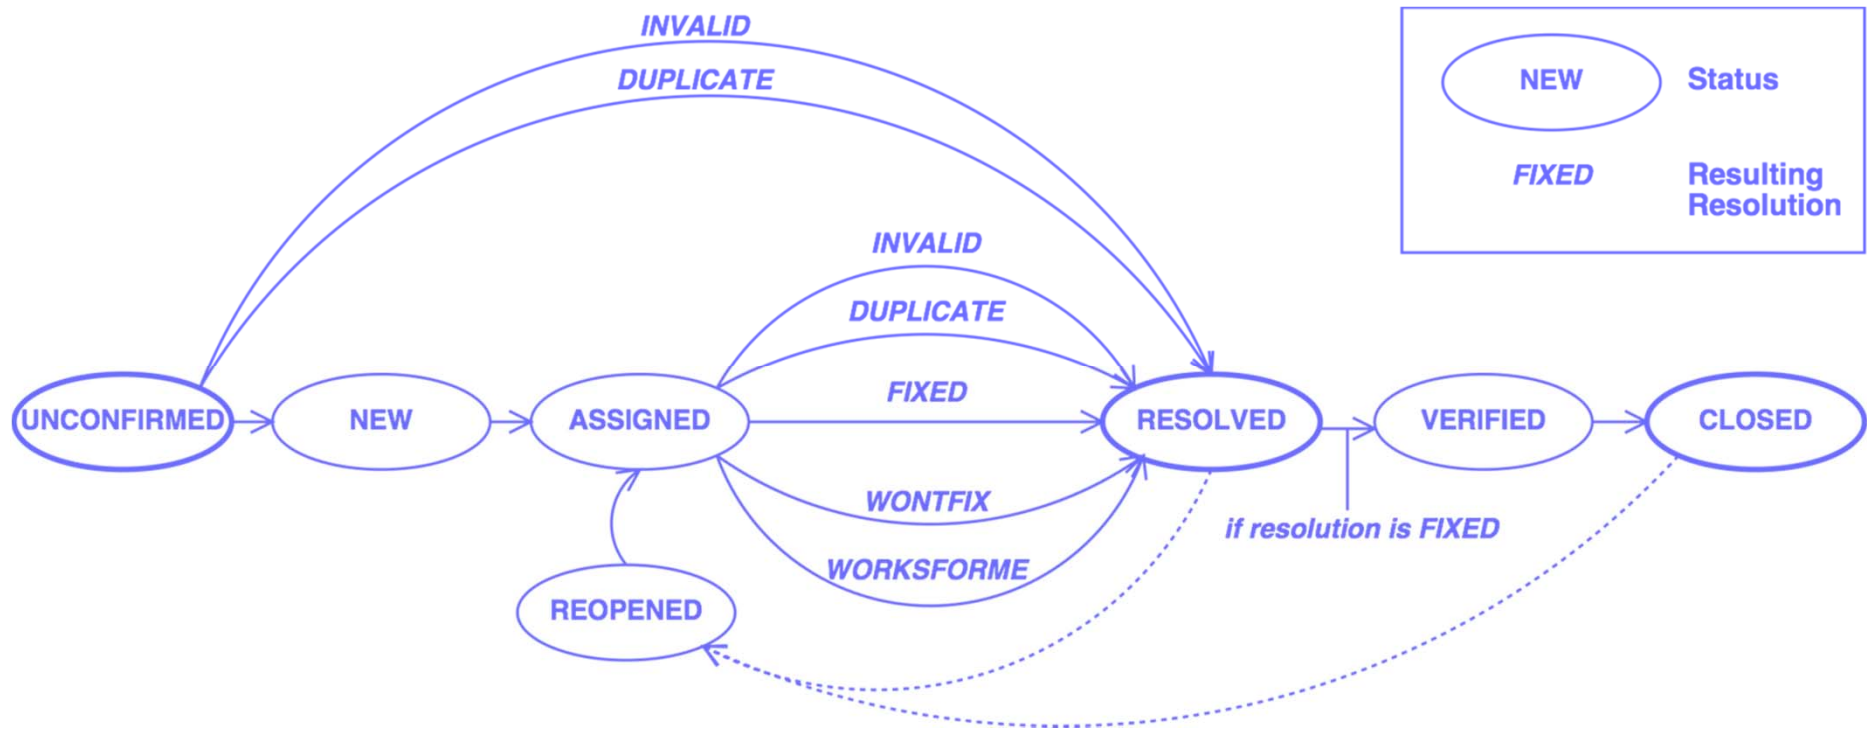 INVALID
DUPLICATE
NEW
Status
FIXED
Resulting
Resolution
INVALID
DUPLICATE
FIXED
UNCONFIRMED
NEW
ASSIGNED
RESOLVED
VERIFIED
CLOSED
WONTFIX
if resolution is FIXED
WORKSFORME
REOPENED